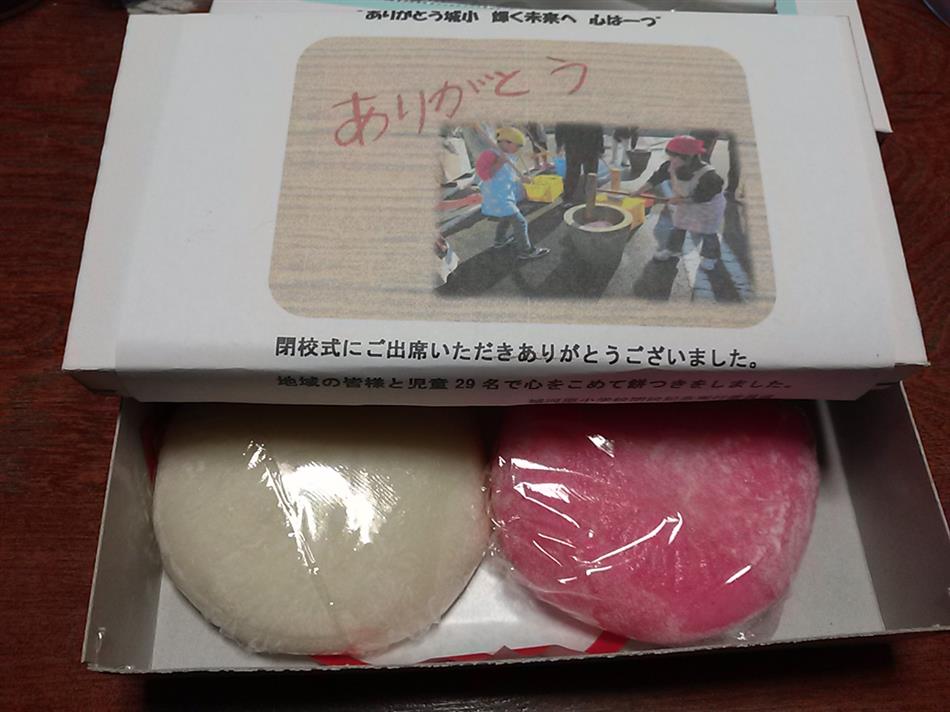 "ありがとう城小 輝く未来へ 心は一つ"
ありがとう
閉校式にご出席いただきありがとうございました。
地域の皆様と児童29名で心をこめて餅つきをしました。